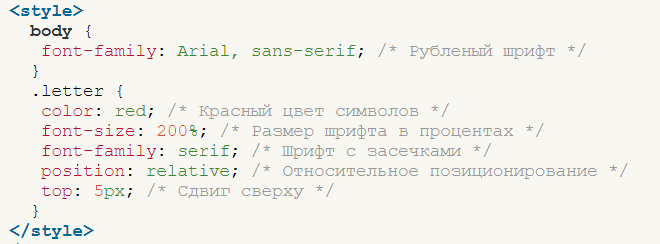 <style>
body {
font-family: Arial, sans-serif; /* Рубленый шрифт */
}
.letter {
color: red; /* Красный цвет символов */
font-size: 200%; /* Размер шрифта в процентах */
font-family: serif; /* Шрифт с засечками */
position: relative; /* Относительное позиционирование */
top: 5px; /* Сдвиг сверху */
}
</style>